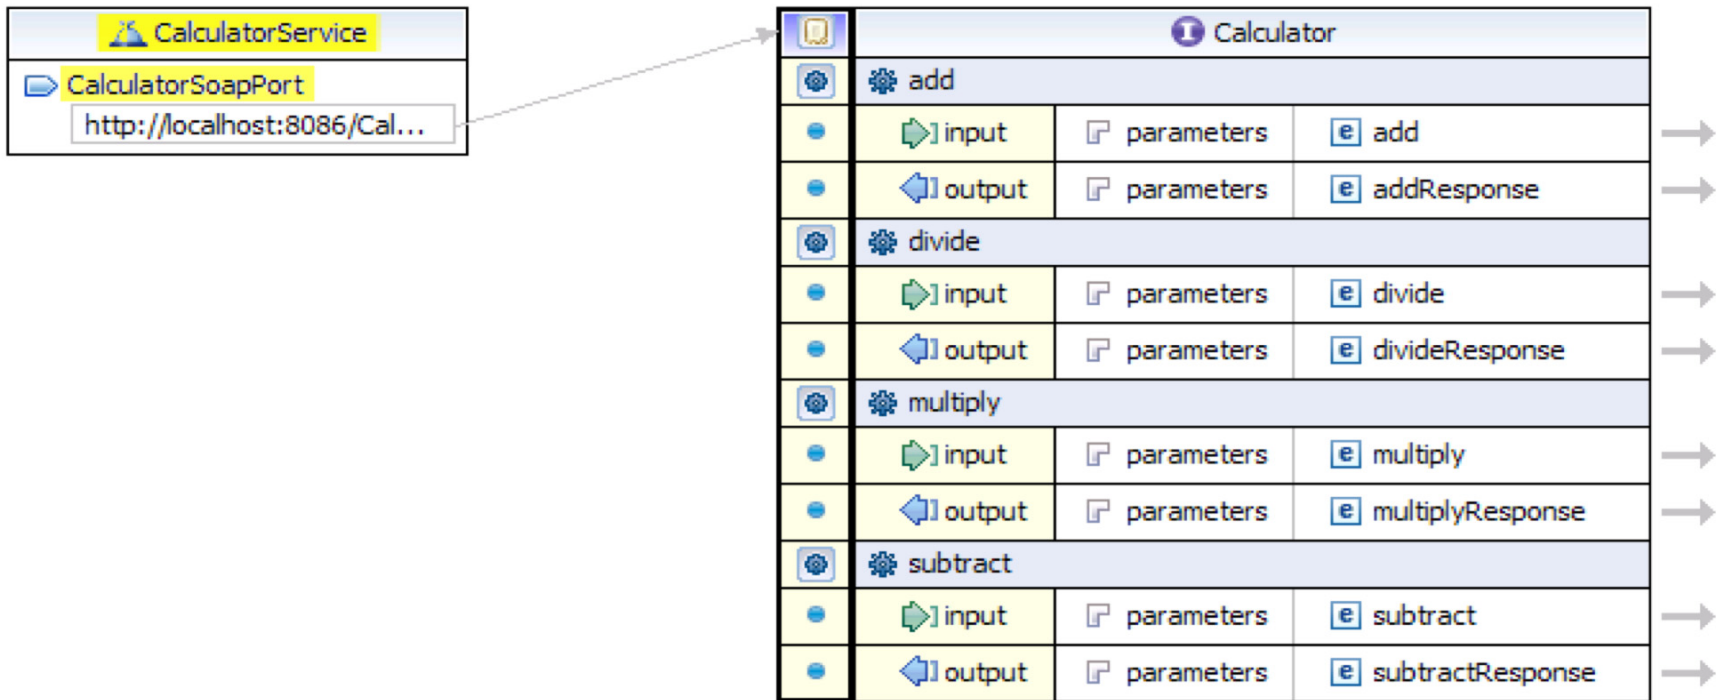 CalculatorService
CalculatorSoapPort
http://localhost:8086/Cal...
Calculator
add
input parameters add
output parameters addResponse
divide
input parameters divide
output parameters divideResponse
multiply
input parameters multiply
output parameters multiplyResponse
subtract
input parameters subtract
output parameters subtractResponse